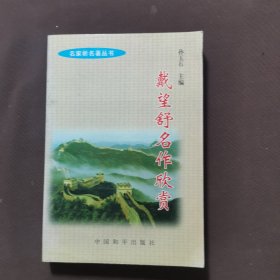 名家析名著丛书
孙玉石 主编
戴望舒名作欣赏
中国和平出版社